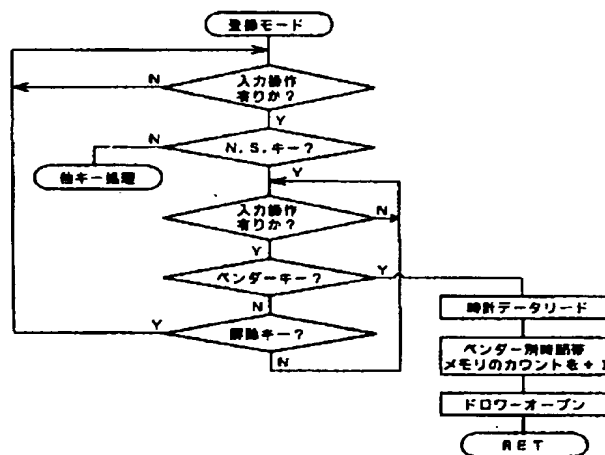 登録モード
N
入力操作
有りか?
Y
N
N.S.キー?
Y
他キー処理
入力操作
有りか?
N
Y
ベンダーキー?
Y
N
時計データリード
Y
解除キー?
N
ベンダー別時間帯
メモリのカウントを+1
ドロワーオープン
RET